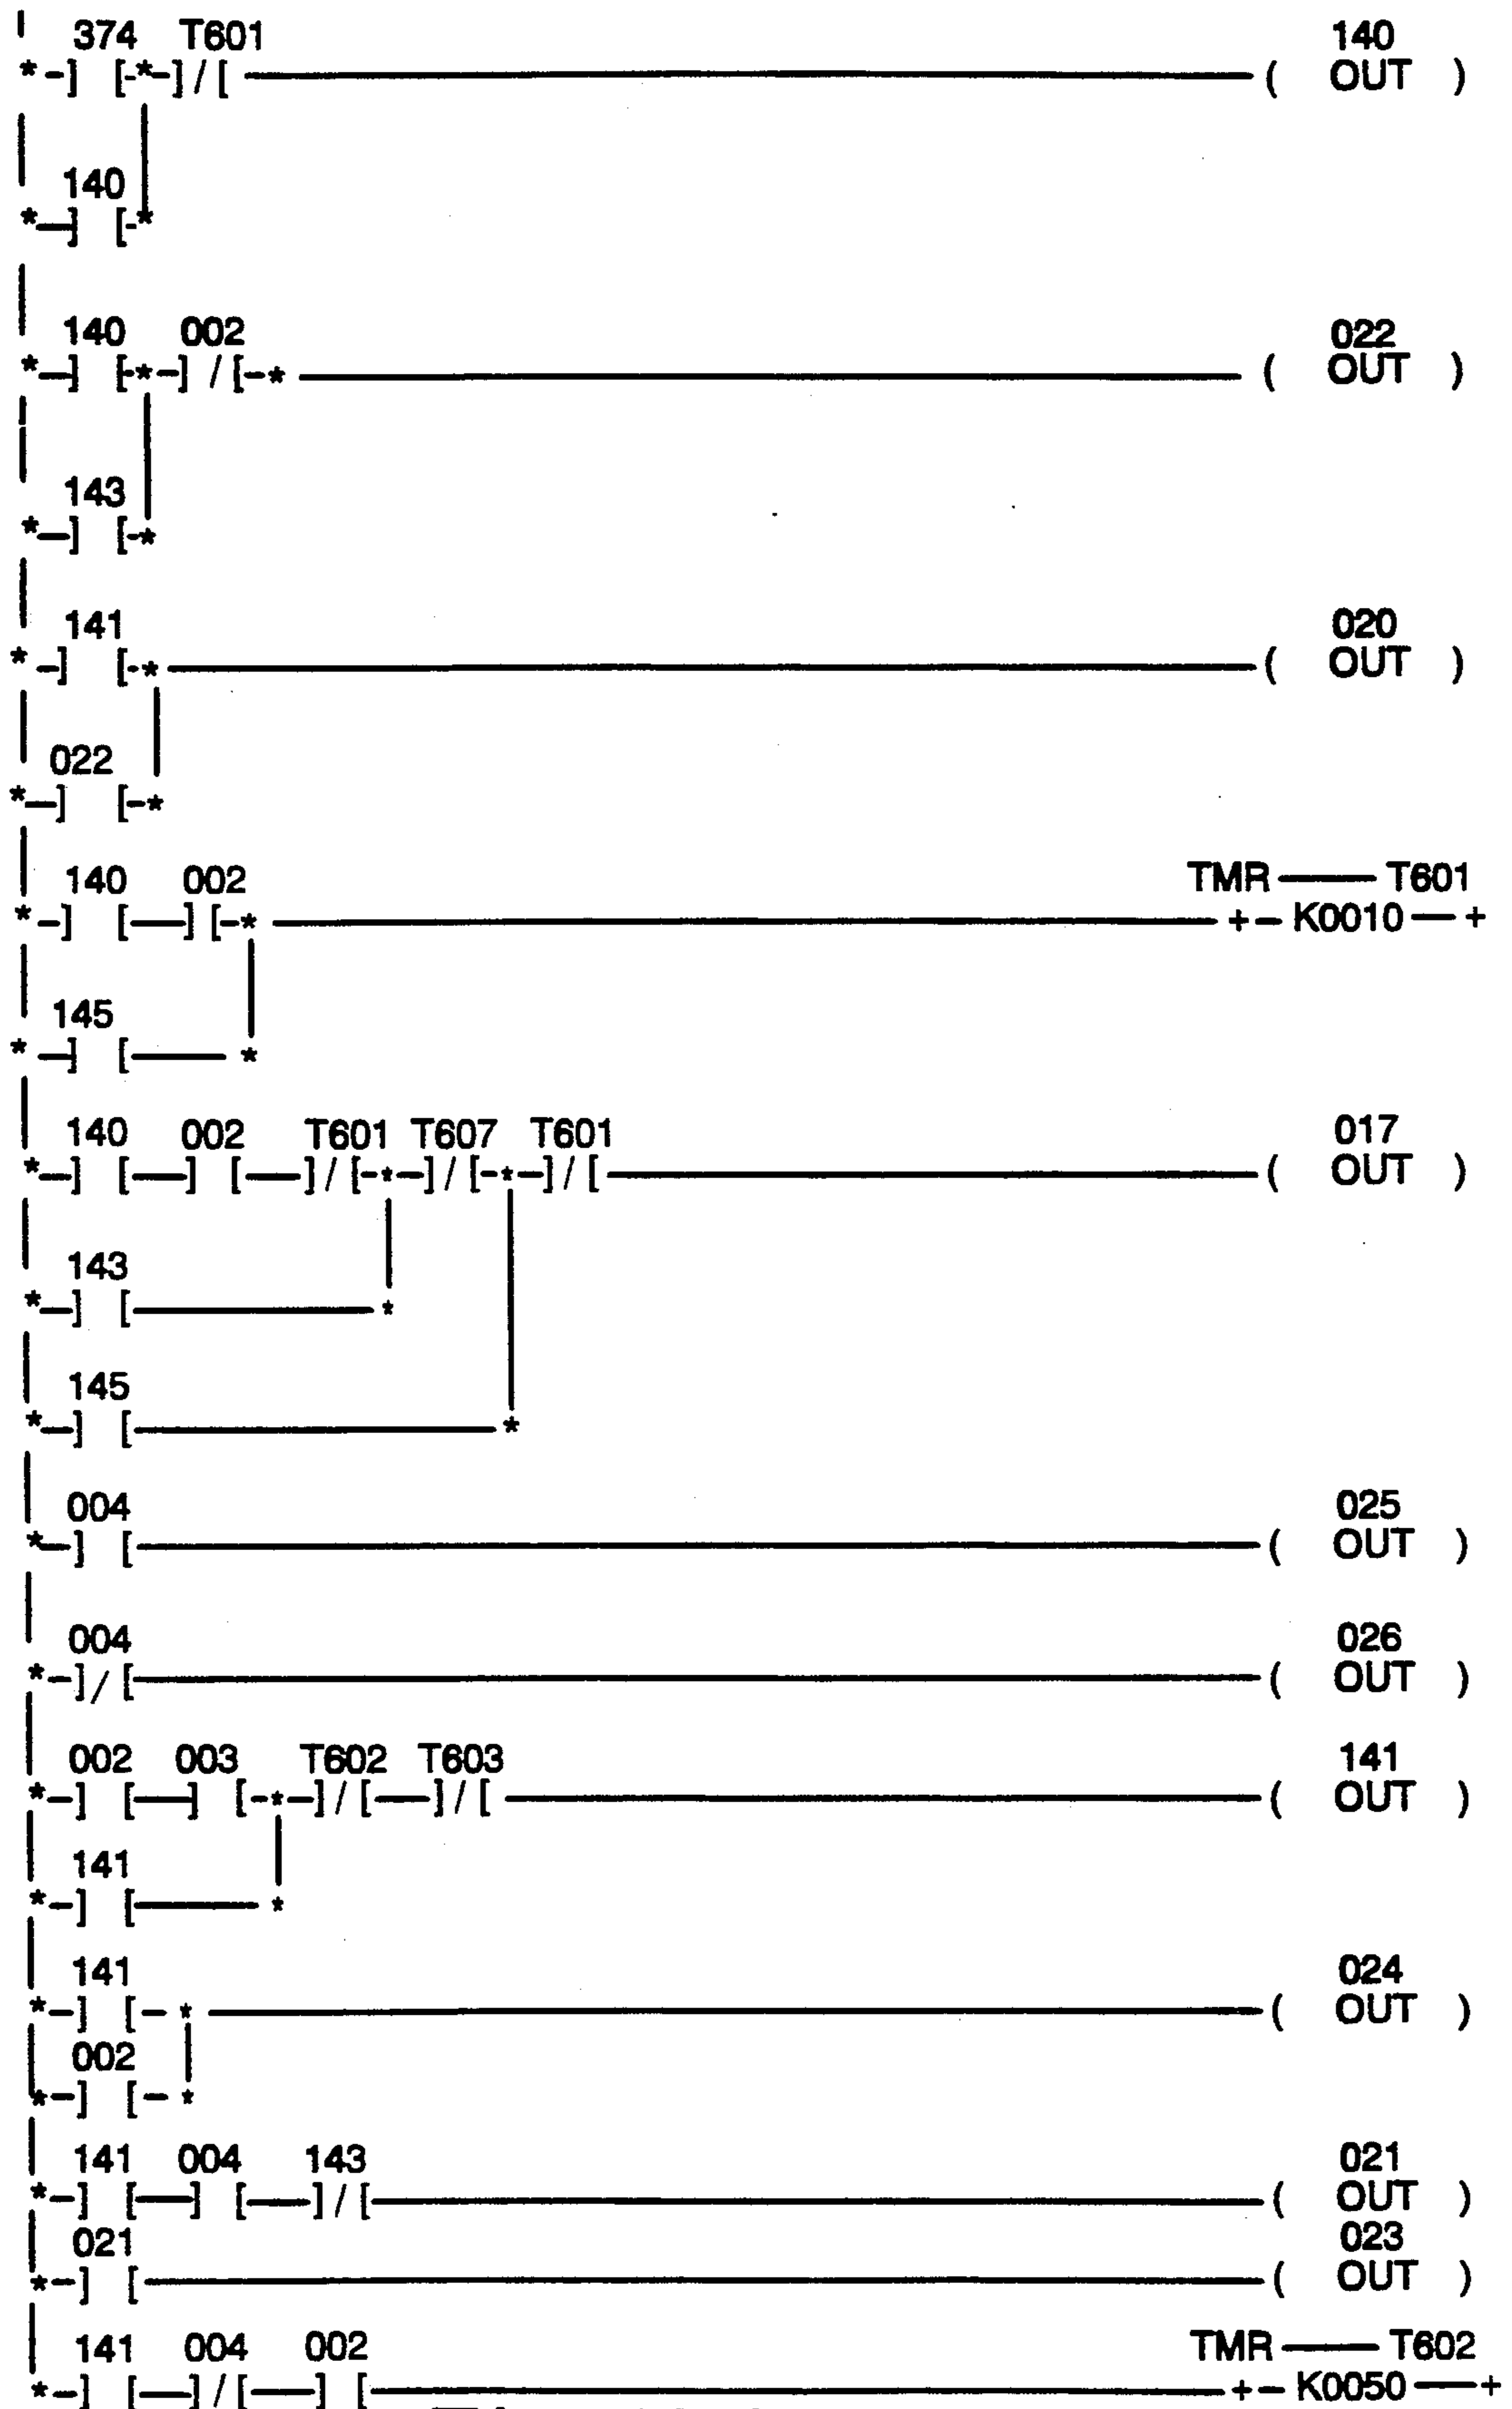 374 T601 140
* -] [-*-]/[ ( OUT )
140
*—] [-*
140 002 022
*—] [-*-] /[-* ( OUT )
143
*—] [-*
141 020
* -] [-* ( OUT )
022
*—] [-*
140 002 TMR —— T601
* -] [—] [-* +- K0010 —+
145
* —] [—— *
140 002 T601 T607 T601 017
*—] [—] [—]/[-*-]/[-*-]/[ ( OUT )
143
*—] [—— *
145
*—] [—— *
004 025
*—] [ ( OUT )
004 026
*-]/[ ( OUT )
002 003 T602 T603 141
*-] [—] [-*-]/[—]/[ ( OUT )
141
*-] [—— *
141 024
*-] [- * ( OUT )
002
*-] [- *
141 004 143 021
*-] [—] [—]/[ ( OUT )
021 023
*-] [ ( OUT )
141 004 002 TMR —— T602
*-] [—]/[—] [ +- K0050 —+